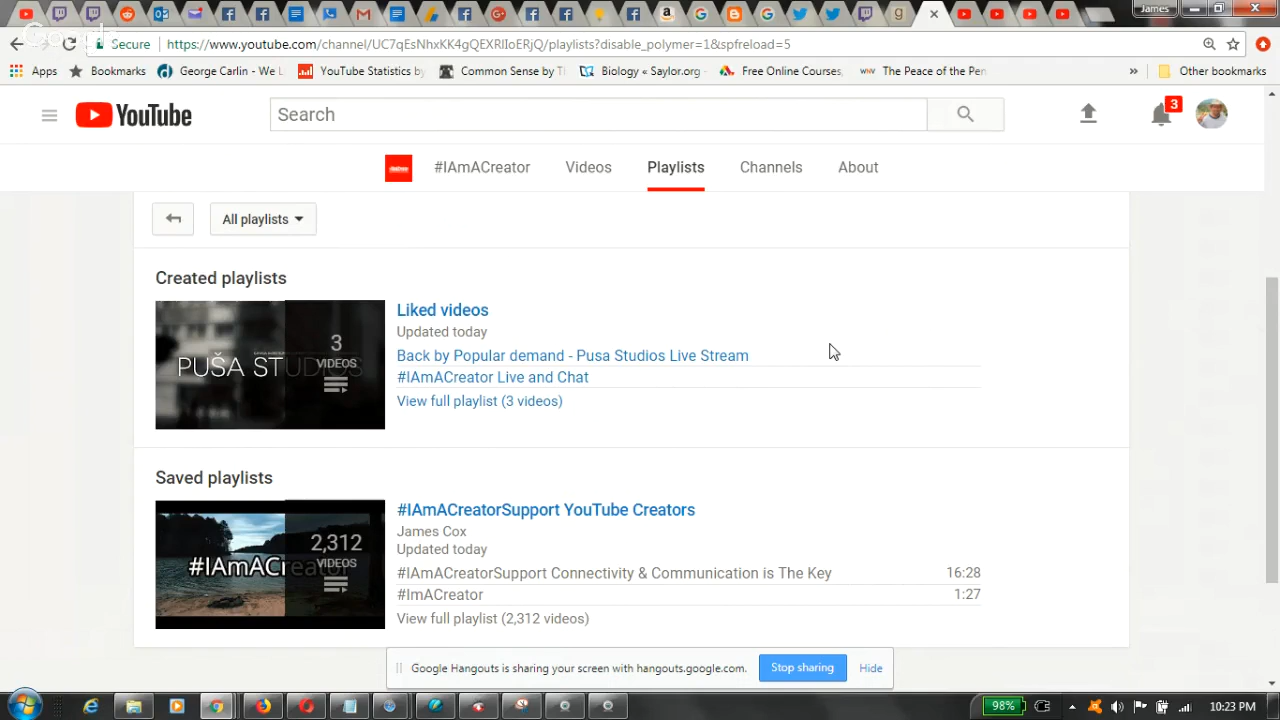 James
Google
Secure
https://www.youtube.com/channel/UC7qEsNhxKK4gQEXRIIoERjQ/playlists?disable_polymer=1&spfreload=5
Apps
Bookmarks
George Carlin - We L
YouTube Statistics by
Common Sense by T
Biology « Saylor.org
Free Online Courses,
The Peace of the Pen
»
Other bookmarks
YouTube
Search
3
#IAmACreator
Videos
Playlists
Channels
About
All playlists
Created playlists
PUŠA ST
3
VIDEOS
Liked videos
Updated today
Back by Popular demand - Pusa Studios Live Stream
#IAmACreator Live and Chat
View full playlist (3 videos)
Saved playlists
#IAmACreator
2,312
VIDEOS
#IAmACreatorSupport YouTube Creators
James Cox
Updated today
#IAmACreatorSupport Connectivity & Communication is The Key 16:28
#ImACreator 1:27
View full playlist (2,312 videos)
Google Hangouts is sharing your screen with hangouts.google.com.
Stop sharing
Hide
98%
10:23 PM